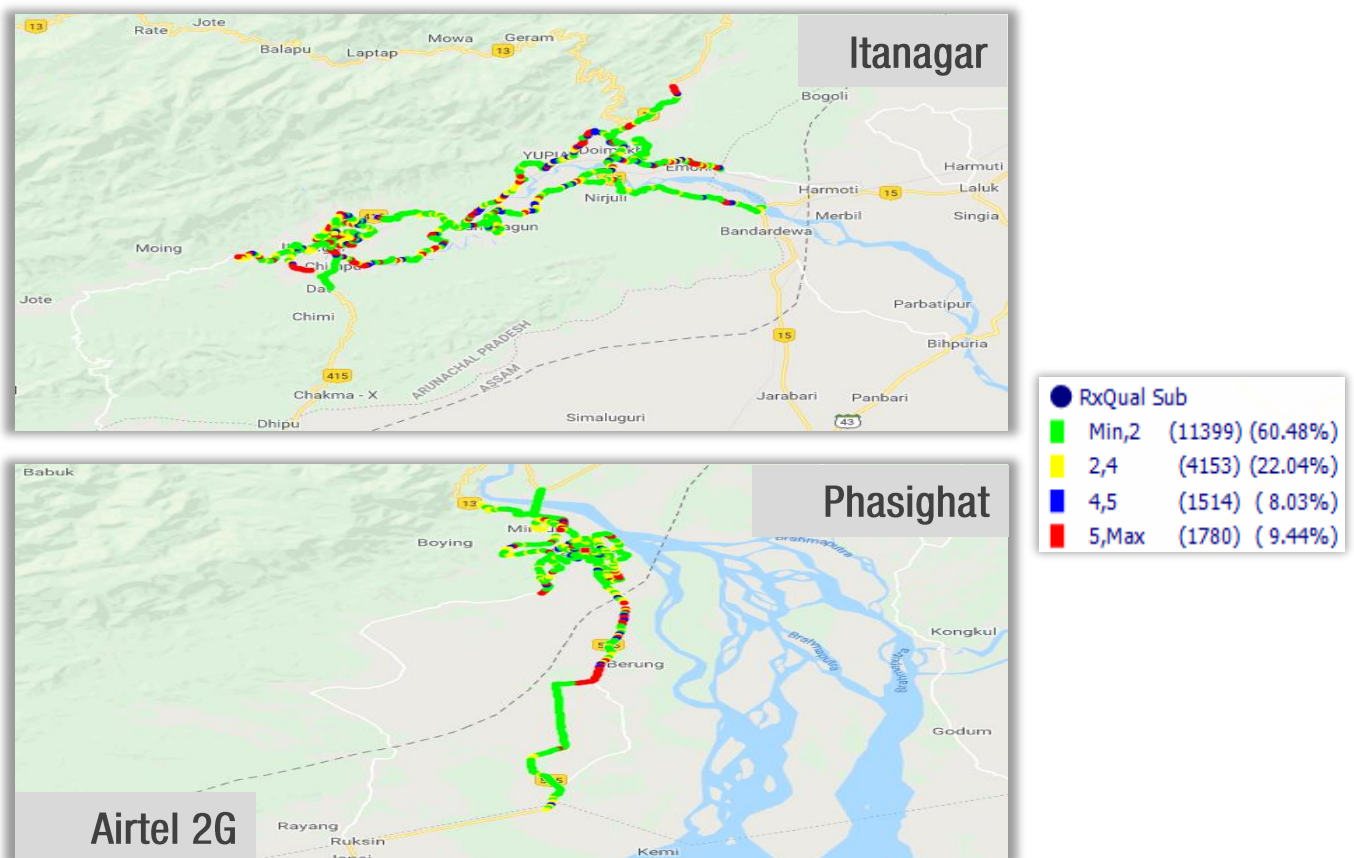 Itanagar
13
Jote
Rate
Mowa
Geram
Balapu
Laptap
13
Bogoli
YUPIA
Harmuti
Harmoti
15
Laluk
Nirjuli
Merbil
Singia
Bandardewa
Moing
Jote
Chimi
Parbatipur
15
Bihpuria
ARUNACHAL PRADESH
ASSAM
415
Chakma - X
Jarabari
Panbari
Dhipu
Simaluguri
43
RxQual Sub
Min,2 (11399) (60.48%)
2,4 (4153) (22.04%)
4,5 (1514) ( 8.03%)
5,Max (1780) ( 9.44%)
Babuk
Phasighat
13
Boying
Brahmaputra
Brahmaputra
Brahmaputra
Kongkul
Berung
Godum
Airtel 2G
Rayang
Ruksin
Kemi